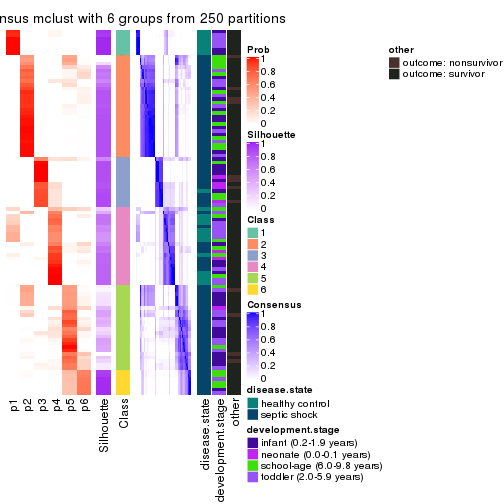 nsus mclust with 6 groups from 250 partitions
Prob
1
0.8
0.6
0.4
0.2
0
Silhouette
1
0.8
0.6
0.4
0.2
0
Class
1
2
3
4
5
6
Consensus
1
0.8
0.6
0.4
0.2
0
disease.state
healthy control
septic shock
development.stage
infant (0.2-1.9 years)
neonate (0.0-0.1 years)
school-age (6.0-9.8 years)
toddler (2.0-5.9 years)
other
outcome: nonsurvivor
outcome: survivor
p1
p2
p3
p4
p5
p6
Silhouette
Class
disease.state
development.stage
other